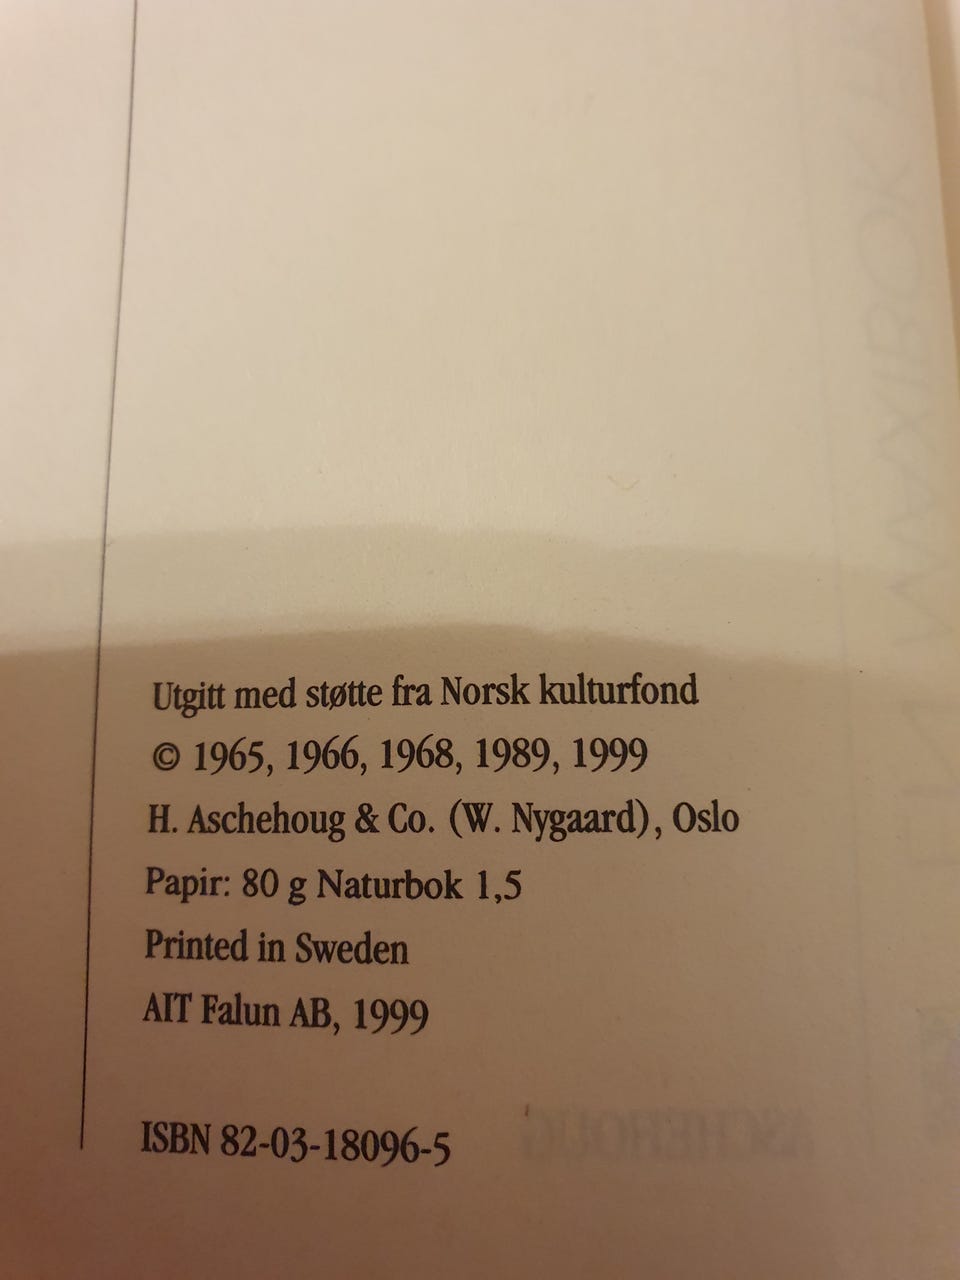 Utgitt med støtte fra Norsk kulturfond
© 1965, 1966, 1968, 1989, 1999
H. Aschehoug & Co. (W. Nygaard), Oslo
Papir: 80 g Naturbok 1,5
Printed in Sweden
AIT Falun AB, 1999
ISBN 82-03-18096-5
ASCHEHOUG